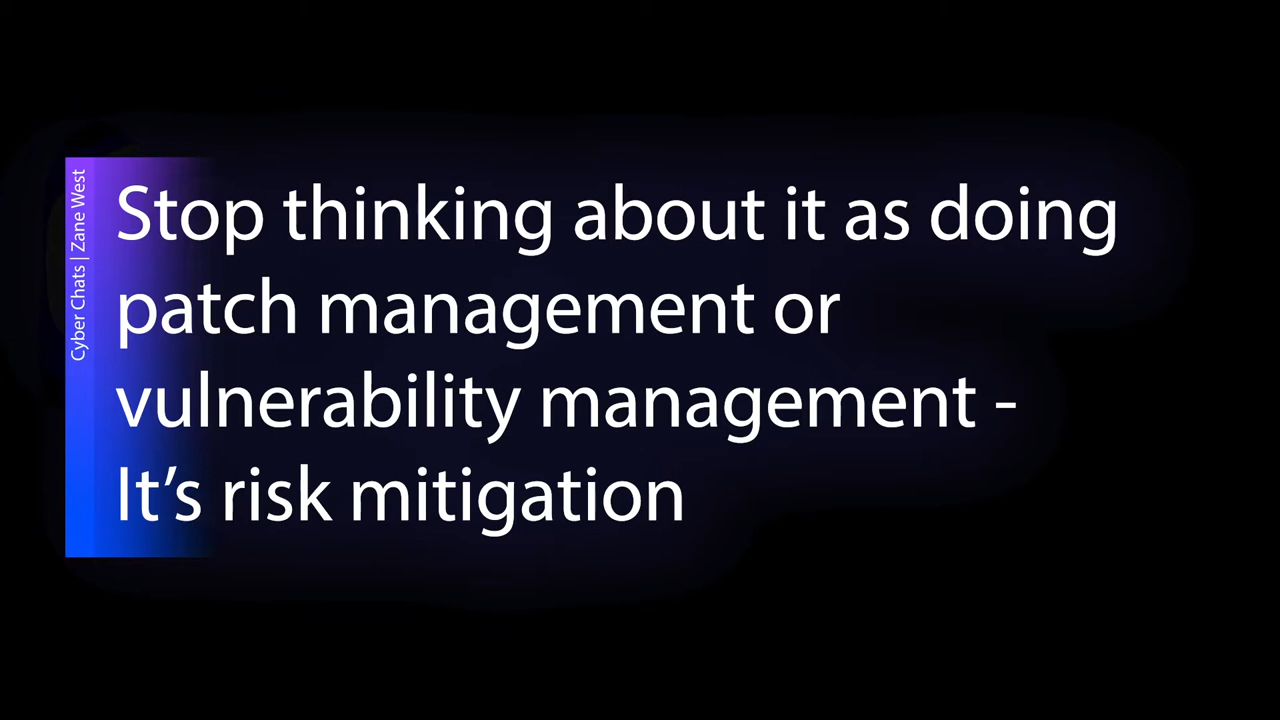 Cyber Chats | Zane West
Stop thinking about it as doing
patch management or
vulnerability management -
It’s risk mitigation